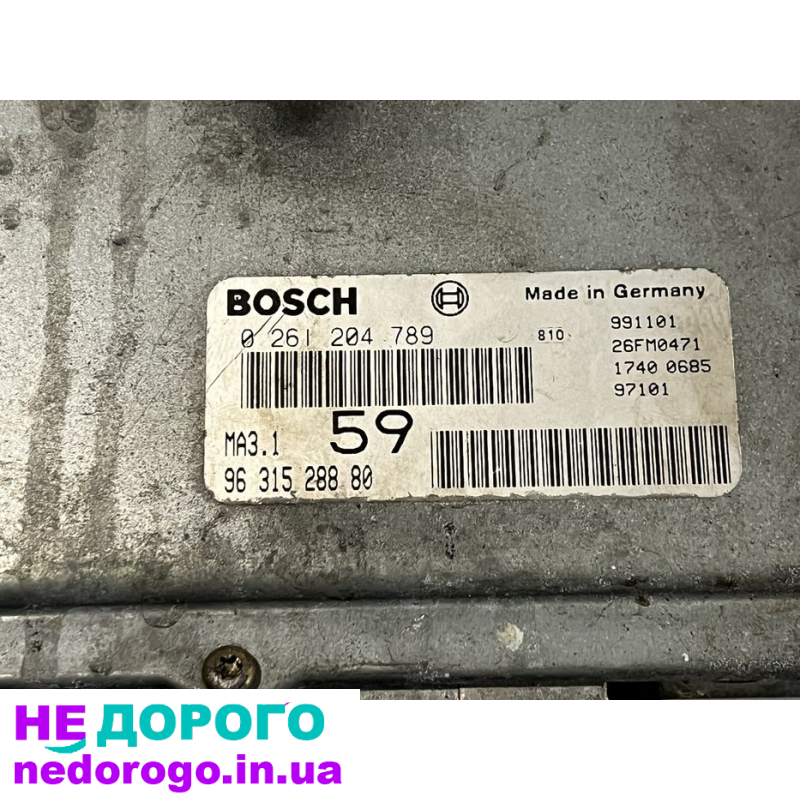 BOSCH
Made in Germany
0 261 204 789
810
991101
26FM0471
1740 0685
97101
MA3.1
59
96 315 288 80
НЕ ДОРОГО
nedorogo.in.ua